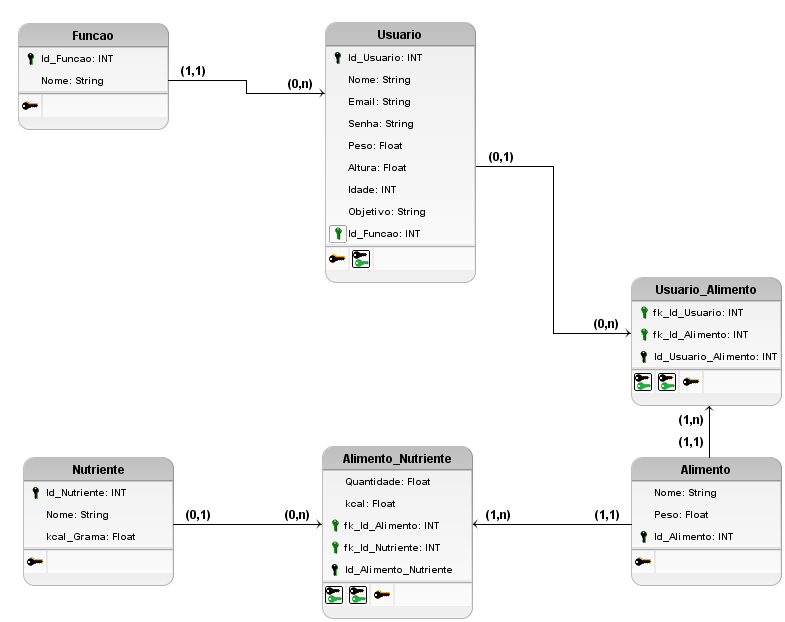 Funcao
Id_Funcao: INT
Nome: String
(1,1)
(0,n)
Usuario
Id_Usuario: INT
Nome: String
Email: String
Senha: String
Peso: Float
Altura: Float
Idade: INT
Objetivo: String
Id_Funcao: INT
(0,1)
(0,n)
Usuario_Alimento
fk_Id_Usuario: INT
fk_Id_Alimento: INT
Id_Usuario_Alimento: INT
(1,n)
(1,1)
Nutriente
Id_Nutriente: INT
Nome: String
kcal_Grama: Float
(0,1)
(0,n)
Alimento_Nutriente
Quantidade: Float
kcal: Float
fk_Id_Alimento: INT
fk_Id_Nutriente: INT
Id_Alimento_Nutriente
(1,n)
(1,1)
Alimento
Nome: String
Peso: Float
Id_Alimento: INT